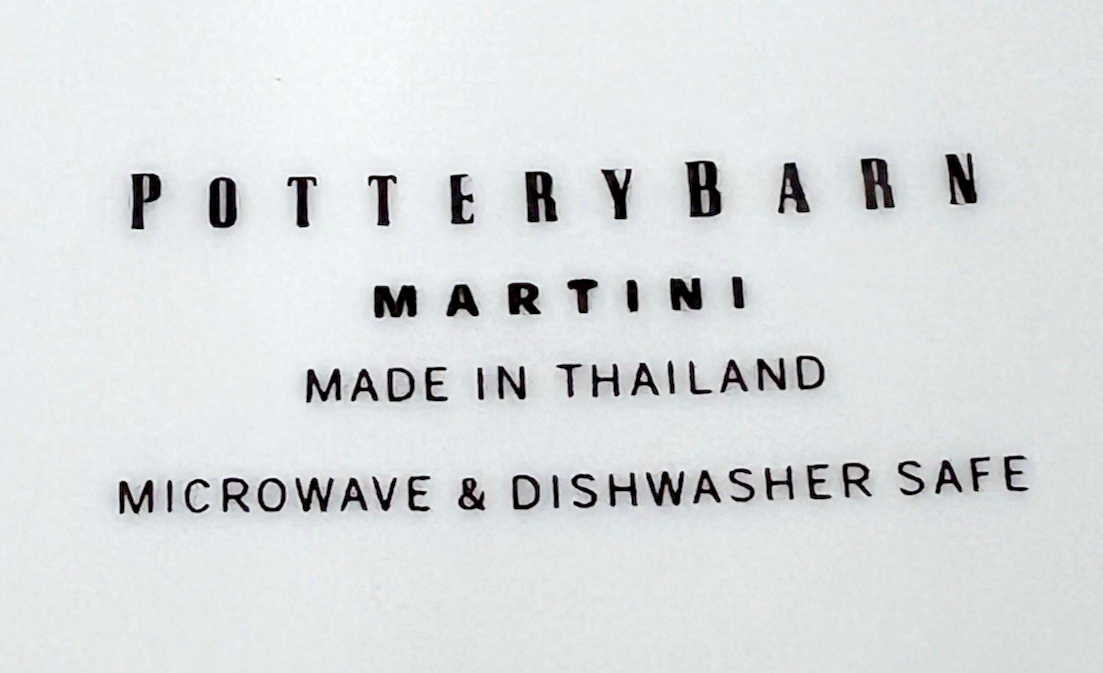 POTTERYBARN
MARTINI
MADE IN THAILAND
MICROWAVE & DISHWASHER SAFE